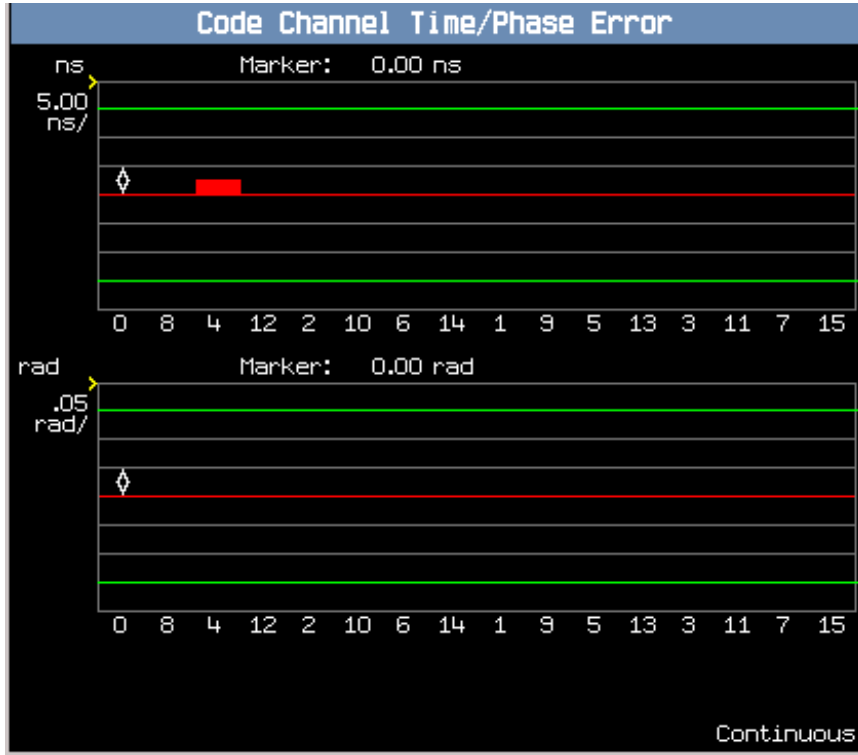 Code Channel Time/Phase Error
ns Marker: 0.00 ns
5.00
ns/
0 8 4 12 2 10 6 14 1 9 5 13 3 11 7 15
rad Marker: 0.00 rad
.05
rad/
0 8 4 12 2 10 6 14 1 9 5 13 3 11 7 15
Continuous